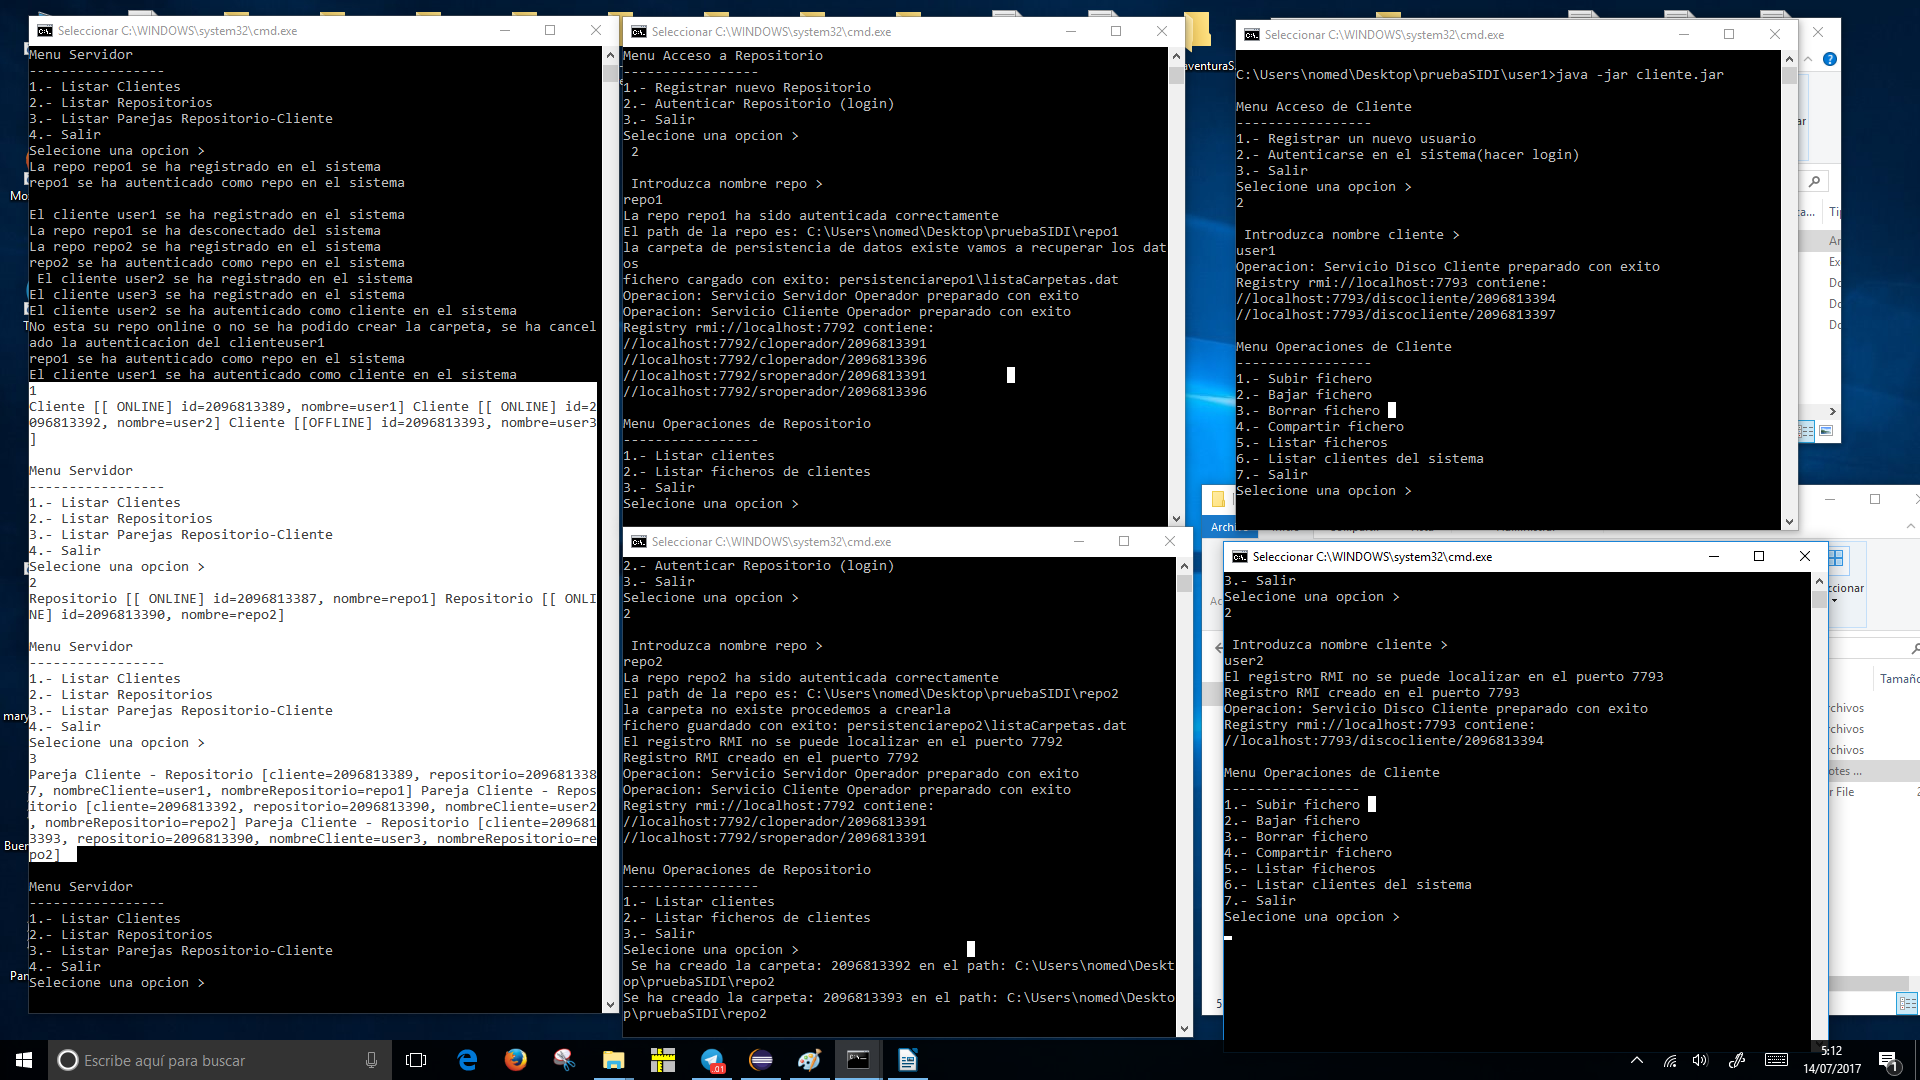 Seleccionar C:\WINDOWS\system32\cmd.exe
Menu Servidor
-----------------
1.- Listar Clientes
2.- Listar Repositorios
3.- Listar Parejas Repositorio-Cliente
4.- Salir
Selecione una opcion >
La repo repo1 se ha registrado en el sistema
repo1 se ha autenticado como repo en el sistema
El cliente user1 se ha registrado en el sistema
La repo repo1 se ha desconectado del sistema
La repo repo2 se ha registrado en el sistema
repo2 se ha autenticado como repo en el sistema
El cliente user2 se ha registrado en el sistema
El cliente user3 se ha registrado en el sistema
El cliente user2 se ha autenticado como cliente en el sistema
No esta su repo online o no se ha podido crear la carpeta, se ha cancel
ado la autenticacion del clienteuser1
repo1 se ha autenticado como repo en el sistema
El cliente user1 se ha autenticado como cliente en el sistema
1
Cliente [[ ONLINE] id=2096813389, nombre=user1] Cliente [[ ONLINE] id=2
096813392, nombre=user2] Cliente [[OFFLINE] id=2096813393, nombre=user3
]
Menu Servidor
-----------------
1.- Listar Clientes
2.- Listar Repositorios
3.- Listar Parejas Repositorio-Cliente
4.- Salir
Selecione una opcion >
2
Repositorio [[ ONLINE] id=2096813387, nombre=repo1] Repositorio [[ ONLI
NE] id=2096813390, nombre=repo2]
Menu Servidor
-----------------
1.- Listar Clientes
2.- Listar Repositorios
3.- Listar Parejas Repositorio-Cliente
4.- Salir
Selecione una opcion >
3
Pareja Cliente - Repositorio [cliente=2096813389, repositorio=209681338
7, nombreCliente=user1, nombreRepositorio=repo1] Pareja Cliente - Repos
itorio [cliente=2096813392, repositorio=2096813390, nombreCliente=user2
, nombreRepositorio=repo2] Pareja Cliente - Repositorio [cliente=209681
3393, repositorio=2096813390, nombreCliente=user3, nombreRepositorio=re
po2]
Menu Servidor
-----------------
1.- Listar Clientes
2.- Listar Repositorios
3.- Listar Parejas Repositorio-Cliente
4.- Salir
Selecione una opcion >
Seleccionar C:\WINDOWS\system32\cmd.exe
Menu Acceso a Repositorio
-----------------
1.- Registrar nuevo Repositorio
2.- Autenticar Repositorio (login)
3.- Salir
Selecione una opcion >
2
Introduzca nombre repo >
repo1
La repo repo1 ha sido autenticada correctamente
El path de la repo es: C:\Users\nomed\Desktop\pruebaSIDI\repo1
la carpeta de persistencia de datos existe vamos a recuperar los dat
os
fichero cargado con exito: persistenciarepo1\listaCarpetas.dat
Operacion: Servicio Servidor Operador preparado con exito
Operacion: Servicio Cliente Operador preparado con exito
Registry rmi://localhost:7792 contiene:
//localhost:7792/cloperador/2096813391
//localhost:7792/cloperador/2096813396
//localhost:7792/sroperador/2096813391
//localhost:7792/sroperador/2096813396
Menu Operaciones de Repositorio
-----------------
1.- Listar clientes
2.- Listar ficheros de clientes
3.- Salir
Selecione una opcion >
Seleccionar C:\WINDOWS\system32\cmd.exe
2.- Autenticar Repositorio (login)
3.- Salir
Selecione una opcion >
2
Introduzca nombre repo >
repo2
La repo repo2 ha sido autenticada correctamente
El path de la repo es: C:\Users\nomed\Desktop\pruebaSIDI\repo2
la carpeta no existe procedemos a crearla
fichero guardado con exito: persistenciarepo2\listaCarpetas.dat
El registro RMI no se puede localizar en el puerto 7792
Registro RMI creado en el puerto 7792
Operacion: Servicio Servidor Operador preparado con exito
Operacion: Servicio Cliente Operador preparado con exito
Registry rmi://localhost:7792 contiene:
//localhost:7792/cloperador/2096813391
//localhost:7792/sroperador/2096813391
Menu Operaciones de Repositorio
-----------------
1.- Listar clientes
2.- Listar ficheros de clientes
3.- Salir
Selecione una opcion >
Se ha creado la carpeta: 2096813392 en el path: C:\Users\nomed\Deskt
op\pruebaSIDI\repo2
Se ha creado la carpeta: 2096813393 en el path: C:\Users\nomed\Deskto
p\pruebaSIDI\repo2
Seleccionar C:\WINDOWS\system32\cmd.exe
C:\Users\nomed\Desktop\pruebaSIDI\user1>java -jar cliente.jar
Menu Acceso de Cliente
-----------------
1.- Registrar un nuevo usuario
2.- Autenticarse en el sistema(hacer login)
3.- Salir
Selecione una opcion >
2
Introduzca nombre cliente >
user1
Operacion: Servicio Disco Cliente preparado con exito
Registry rmi://localhost:7793 contiene:
//localhost:7793/discocliente/2096813394
//localhost:7793/discocliente/2096813397
Menu Operaciones de Cliente
-----------------
1.- Subir fichero
2.- Bajar fichero
3.- Borrar fichero
4.- Compartir fichero
5.- Listar ficheros
6.- Listar clientes del sistema
7.- Salir
Selecione una opcion >
Seleccionar C:\WINDOWS\system32\cmd.exe
3.- Salir
Selecione una opcion >
2
Introduzca nombre cliente >
user2
El registro RMI no se puede localizar en el puerto 7793
Registro RMI creado en el puerto 7793
Operacion: Servicio Disco Cliente preparado con exito
Registry rmi://localhost:7793 contiene:
//localhost:7793/discocliente/2096813394
Menu Operaciones de Cliente
-----------------
1.- Subir fichero
2.- Bajar fichero
3.- Borrar fichero
4.- Compartir fichero
5.- Listar ficheros
6.- Listar clientes del sistema
7.- Salir
Selecione una opcion >
aventuraS
Archi
ccionar
Tamaño
rchivos
rchivos
rchivos
otes ...
r File
Mo
mary
Buer
Pan
Escribe aquí para buscar
.01
5:12
14/07/2017
1